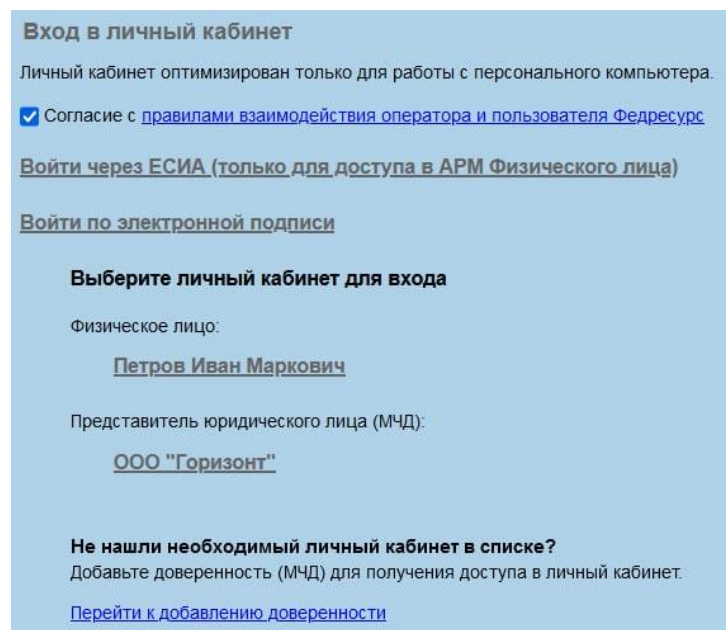 Вход в личный кабинет
Личный кабинет оптимизирован только для работы с персонального компьютера.
Согласие с правилами взаимодействия оператора и пользователя Федресурс
Войти через ЕСИА (только для доступа в АРМ Физического лица)
Войти по электронной подписи
Выберите личный кабинет для входа
Физическое лицо:
Петров Иван Маркович
Представитель юридического лица (МЧД):
ООО "Горизонт"
Не нашли необходимый личный кабинет в списке?
Добавьте доверенность (МЧД) для получения доступа в личный кабинет.
Перейти к добавлению доверенности